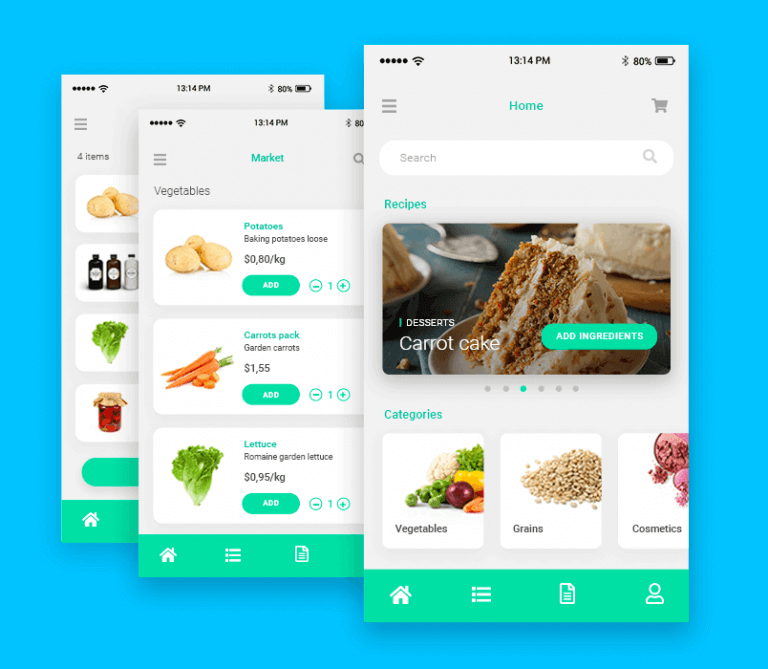 13:14 PM
80%
4 items
13:14 PM
80
Market
Vegetables
Potatoes
Baking potatoes loose
$0,80/kg
ADD
1
Carrots pack
Garden carrots
$1,55
ADD
1
Lettuce
Romaine garden lettuce
$0,95/kg
ADD
1
13:14 PM
80%
Home
Search
Recipes
DESSERTS
Carrot cake
ADD INGREDIENTS
Categories
Vegetables
Grains
Cosmetics